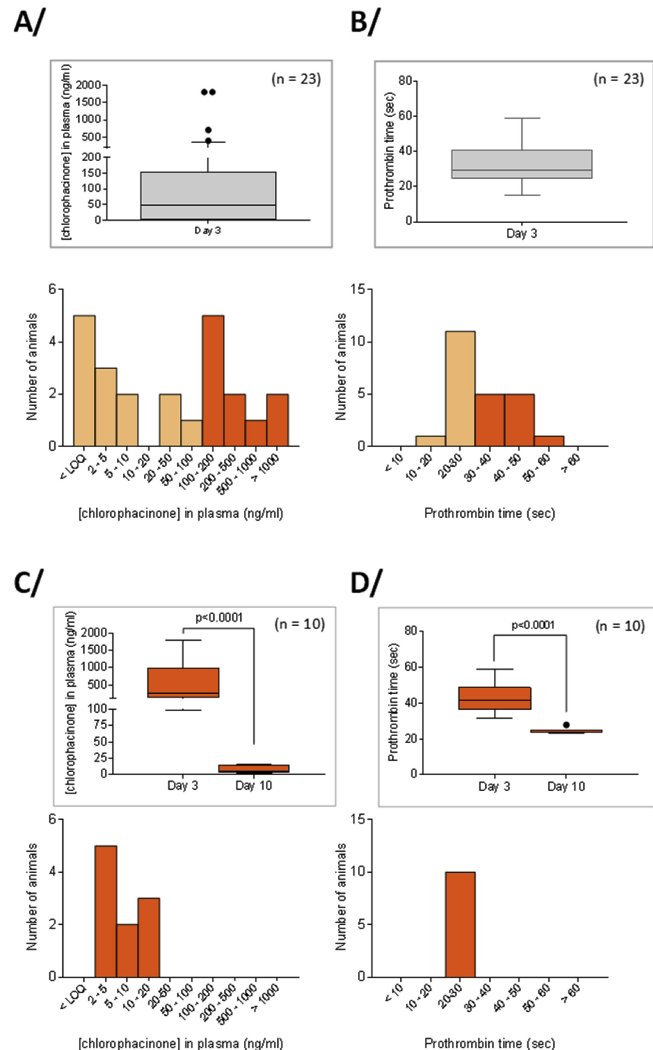 A/
B/
(n = 23)
[chlorophacinone] in plasma (ng/ml)
2000
1500
1000
500
200
150
100
50
0
Day 3
(n = 23)
Prothrombin time (sec)
80
60
40
20
0
Day 3
Number of animals
6
4
2
0
< LOQ
2 - 5
5 - 10
10 - 20
20 - 50
50 - 100
100 - 200
200 - 500
500 - 1000
> 1000
[chlorophacinone] in plasma (ng/ml)
Number of animals
15
10
5
0
< 10
10 - 20
20-30
30 - 40
40 - 50
50 - 60
> 60
Prothrombin time (sec)
C/
D/
p<0.0001
(n = 10)
[chlorophacinone] in plasma (ng/ml)
2000
1500
1000
500
100
75
50
25
0
Day 3
Day 10
p<0.0001
(n = 10)
Prothrombin time (sec)
80
60
40
20
0
Day 3
Day 10
Number of animals
6
4
2
0
< LOQ
2 - 5
5 - 10
10 - 20
20-50
50 - 100
100 - 200
200 - 500
500 - 1000
> 1000
[chlorophacinone] in plasma (ng/ml)
Number of animals
15
10
5
0
< 10
10 - 20
20-30
30 - 40
40 - 50
50 - 60
> 60
Prothrombin time (sec)